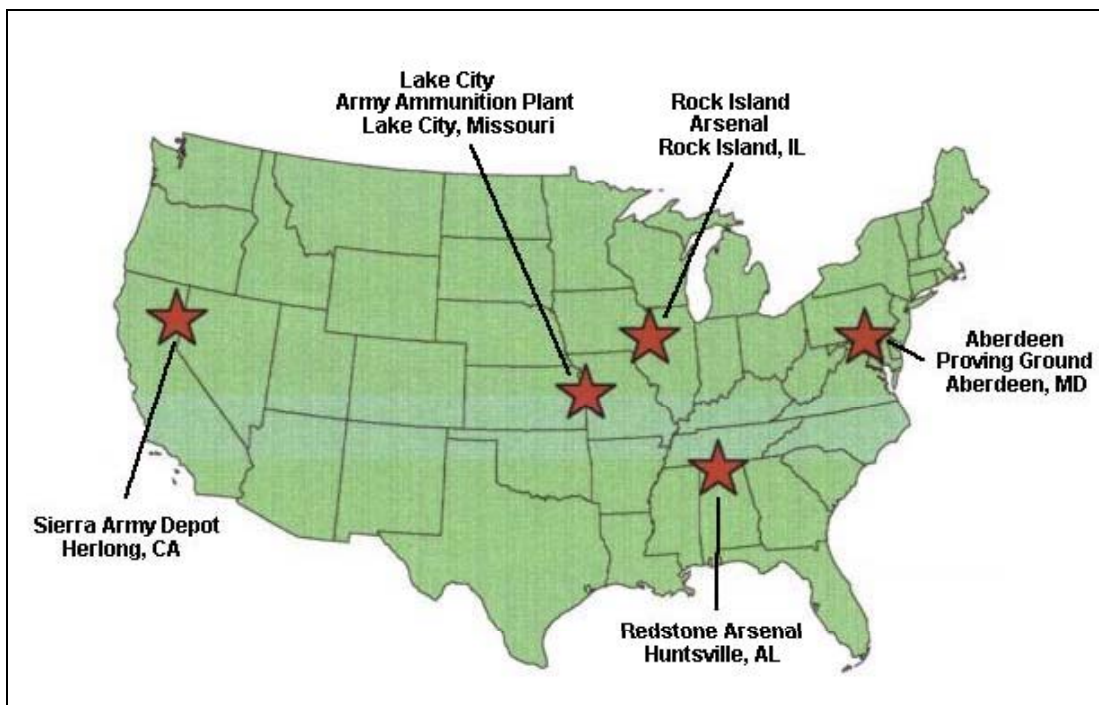 Lake City
Army Ammunition Plant
Lake City, Missouri
Rock Island
Arsenal
Rock Island, IL
Aberdeen
Proving Ground
Aberdeen, MD
Sierra Army Depot
Herlong, CA
Redstone Arsenal
Huntsville, AL